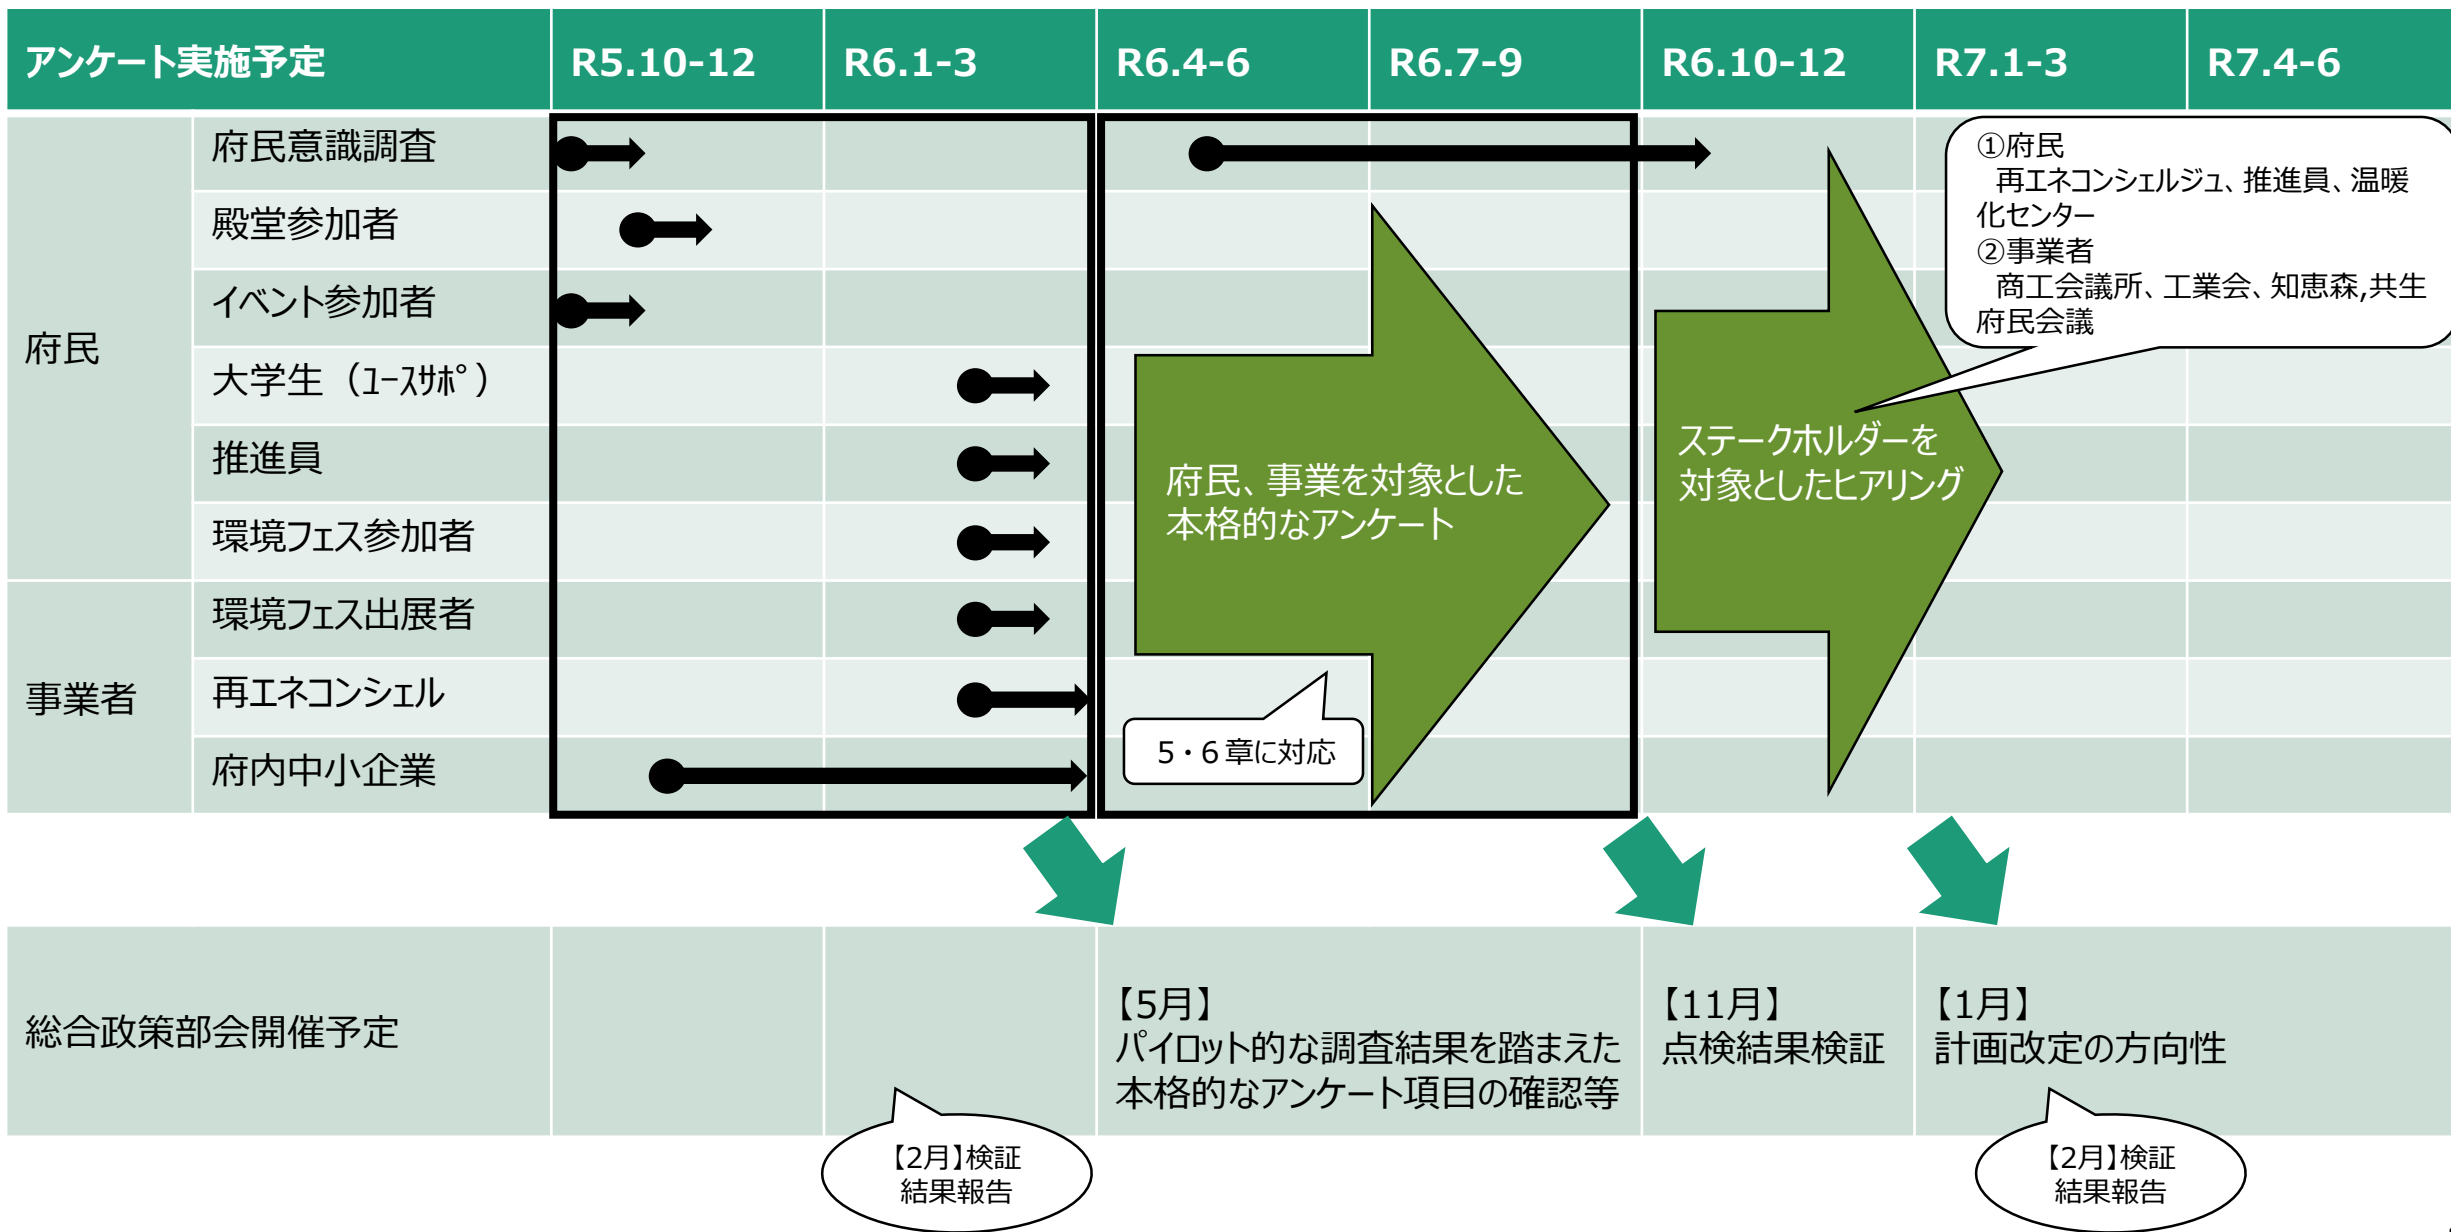 アンケート実施予定 R5.10-12 R6.1-3 R6.4-6 R6.7-9 R6.10-12 R7.1-3 R7.4-6
府民
府民意識調査
殿堂参加者
イベント参加者
大学生（ﾕｰｽｻﾎﾟ）
推進員
環境フェス参加者
事業者
環境フェス出展者
再エネコンシェル
府内中小企業
府民、事業を対象とした
本格的なアンケート
5・6章に対応
ステークホルダーを
対象としたヒアリング
①府民
再エネコンシェルジュ、推進員、温暖
化センター
②事業者
商工会議所、工業会、知恵森,共生
府民会議
総合政策部会開催予定
【5月】
パイロット的な調査結果を踏まえた
本格的なアンケート項目の確認等
【11月】
点検結果検証
【1月】
計画改定の方向性
【2月】検証
結果報告
【2月】検証
結果報告